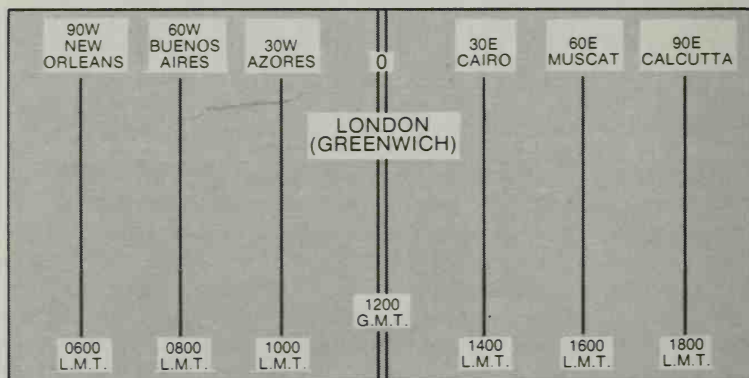 90W
NEW
ORLEANS
60W
BUENOS
AIRES
30W
AZORES
0
30E
CAIRO
60E
MUSCAT
90E
CALCUTTA
LONDON
(GREENWICH)
1200
G.M.T.
0600
L.M.T.
0800
L.M.T.
1000
L.M.T.
1400
L.M.T.
1600
L.M.T.
1800
L.M.T.